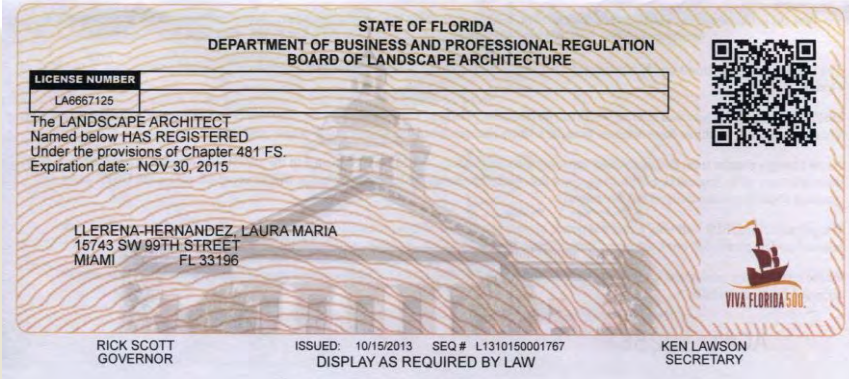 STATE OF FLORIDA
DEPARTMENT OF BUSINESS AND PROFESSIONAL REGULATION
BOARD OF LANDSCAPE ARCHITECTURE
LICENSE NUMBER
LA6667125
The LANDSCAPE ARCHITECT
Named below HAS REGISTERED
Under the provisions of Chapter 481 FS.
Expiration date: NOV 30, 2015
LLERENA-HERNANDEZ, LAURA MARIA
15743 SW 99TH STREET
MIAMI FL 33196
VIVA FLORIDA 500.
RICK SCOTT
GOVERNOR
ISSUED: 10/15/2013 SEQ # L1310150001767
DISPLAY AS REQUIRED BY LAW
KEN LAWSON
SECRETARY